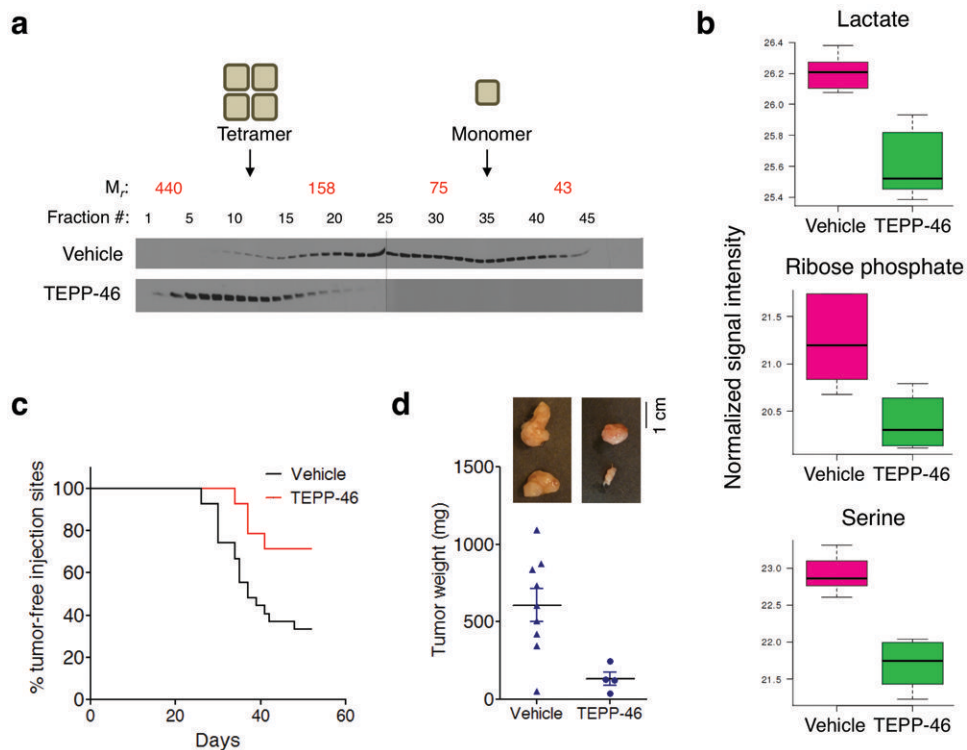 a
Tetramer Monomer
Mr: 440 158 75 43
Fraction #: 1 5 10 15 20 25 30 35 40 45
Vehicle
TEPP-46
b
Normalized signal intensity
Lactate
26.4
26.2
26.0
25.8
25.6
25.4
Vehicle TEPP-46
Ribose phosphate
21.5
21.0
20.5
Vehicle TEPP-46
Serine
23.0
22.5
22.0
21.5
Vehicle TEPP-46
c
% tumor-free injection sites
100
80
60
40
20
0
Vehicle
TEPP-46
0 20 40 60
Days
d
1 cm
Tumor weight (mg)
1500
1000
500
0
Vehicle TEPP-46